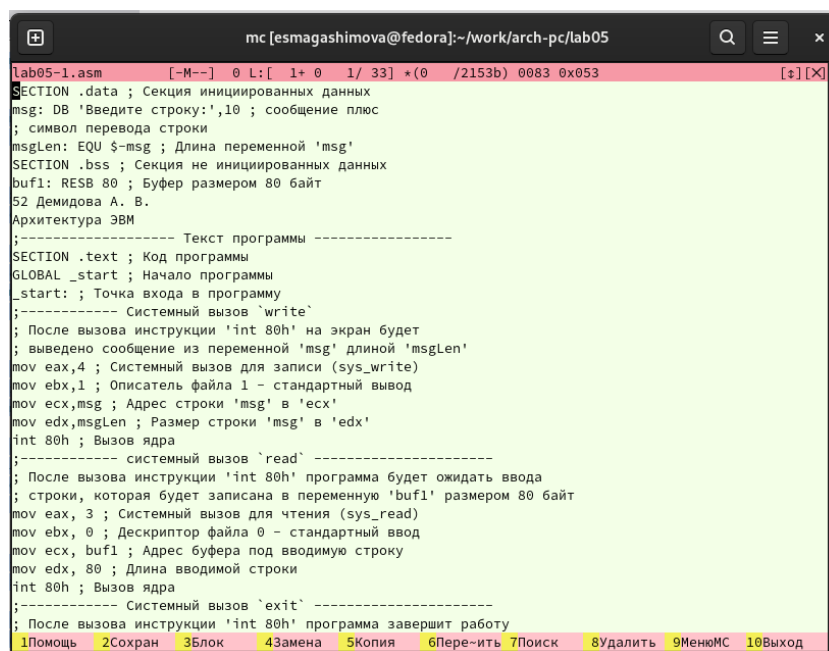 mc [esmagashimova@fedora]:~/work/arch-pc/lab05
lab05-1.asm [-M--] 0 L:[ 1+ 0 1/ 33] *(0 /2153b) 0083 0x053 [↕][X]
SECTION .data ; Секция инициированных данных
msg: DB 'Введите строку:',10 ; сообщение плюс
; символ перевода строки
msgLen: EQU $-msg ; Длина переменной 'msg'
SECTION .bss ; Секция не инициированных данных
buf1: RESB 80 ; Буфер размером 80 байт
52 Демидова А. В.
Архитектура ЭВМ
;------------------- Текст программы -----------------
SECTION .text ; Код программы
GLOBAL _start ; Начало программы
_start: ; Точка входа в программу
;------------ Системный вызов `write`
; После вызова инструкции 'int 80h' на экран будет
; выведено сообщение из переменной 'msg' длиной 'msgLen'
mov eax,4 ; Системный вызов для записи (sys_write)
mov ebx,1 ; Описатель файла 1 - стандартный вывод
mov ecx,msg ; Адрес строки 'msg' в 'ecx'
mov edx,msgLen ; Размер строки 'msg' в 'edx'
int 80h ; Вызов ядра
;------------ системный вызов `read` ----------------------
; После вызова инструкции 'int 80h' программа будет ожидать ввода
; строки, которая будет записана в переменную 'buf1' размером 80 байт
mov eax, 3 ; Системный вызов для чтения (sys_read)
mov ebx, 0 ; Дескриптор файла 0 - стандартный ввод
mov ecx, buf1 ; Адрес буфера под вводимую строку
mov edx, 80 ; Длина вводимой строки
int 80h ; Вызов ядра
;------------ Системный вызов `exit` ----------------------
; После вызова инструкции 'int 80h' программа завершит работу
1Помощь 2Сохран 3Блок 4Замена 5Копия 6Пере~ить 7Поиск 8Удалить 9МенюMC 10Выход